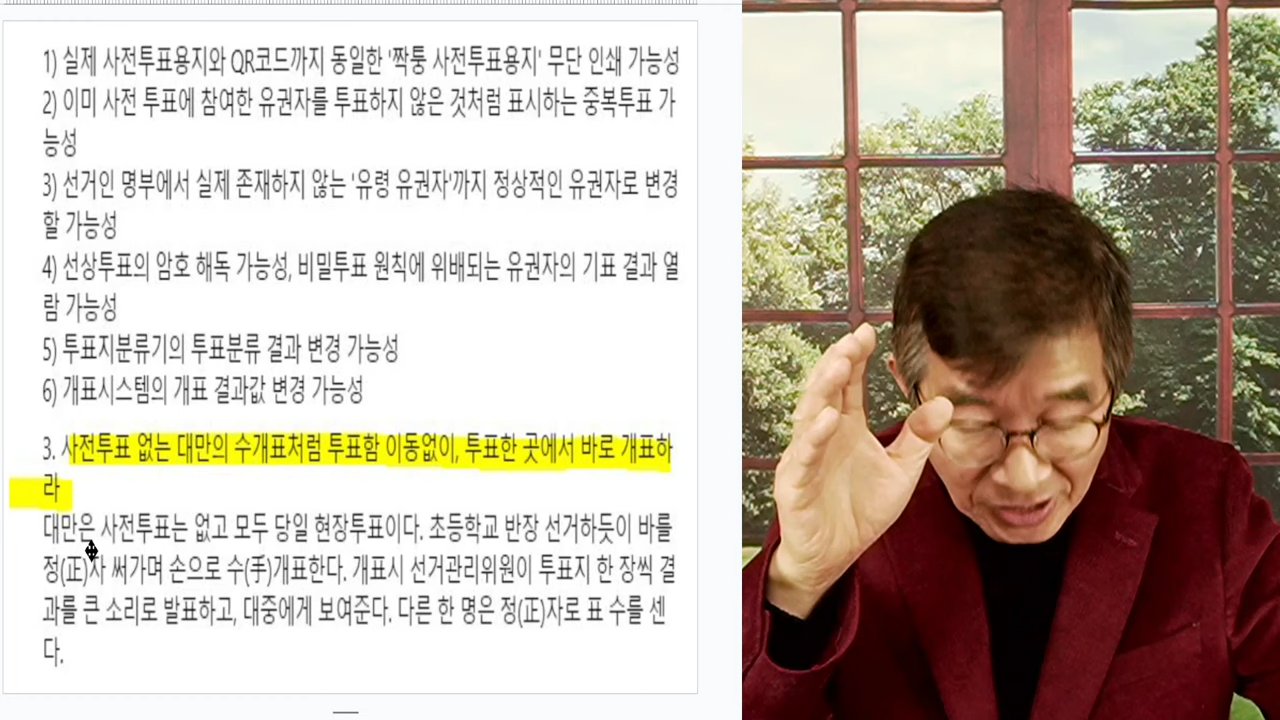 1) 실제 사전투표용지와 QR코드까지 동일한 '짝퉁 사전투표용지' 무단 인쇄 가능성
2) 이미 사전 투표에 참여한 유권자를 투표하지 않은 것처럼 표시하는 중복투표 가
능성
3) 선거인 명부에서 실제 존재하지 않는 '유령 유권자'까지 정상적인 유권자로 변경
할 가능성
4) 선상투표의 암호 해독 가능성, 비밀투표 원칙에 위배되는 유권자의 기표 결과 열
람 가능성
5) 투표지분류기의 투표분류 결과 변경 가능성
6) 개표시스템의 개표 결과값 변경 가능성
3. 사전투표 없는 대만의 수개표처럼 투표함 이동없이, 투표한 곳에서 바로 개표하
라
대만은 사전투표는 없고 모두 당일 현장투표이다. 초등학교 반장 선거하듯이 바를
정(正)자 써가며 손으로 수(手)개표한다. 개표시 선거관리위원이 투표지 한 장씩 결
과를 큰 소리로 발표하고, 대중에게 보여준다. 다른 한 명은 정(正)자로 표 수를 센
다.